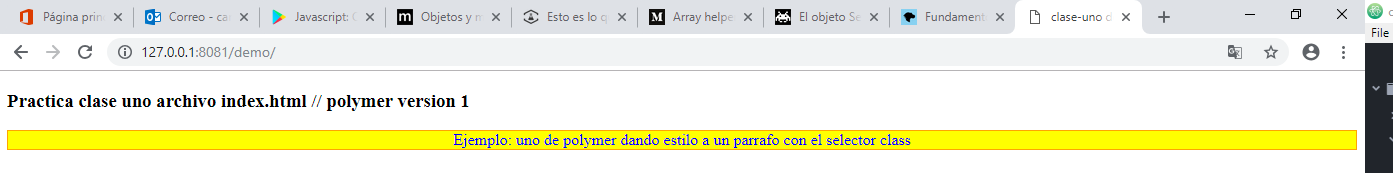 Página prin
Correo - ca
Javascript: C
Objetos y m
Esto es lo q
Array helpe
El objeto Se
Fundament
clase-uno d
127.0.0.1:8081/demo/
File
Practica clase uno archivo index.html // polymer version 1
Ejemplo: uno de polymer dando estilo a un parrafo con el selector class